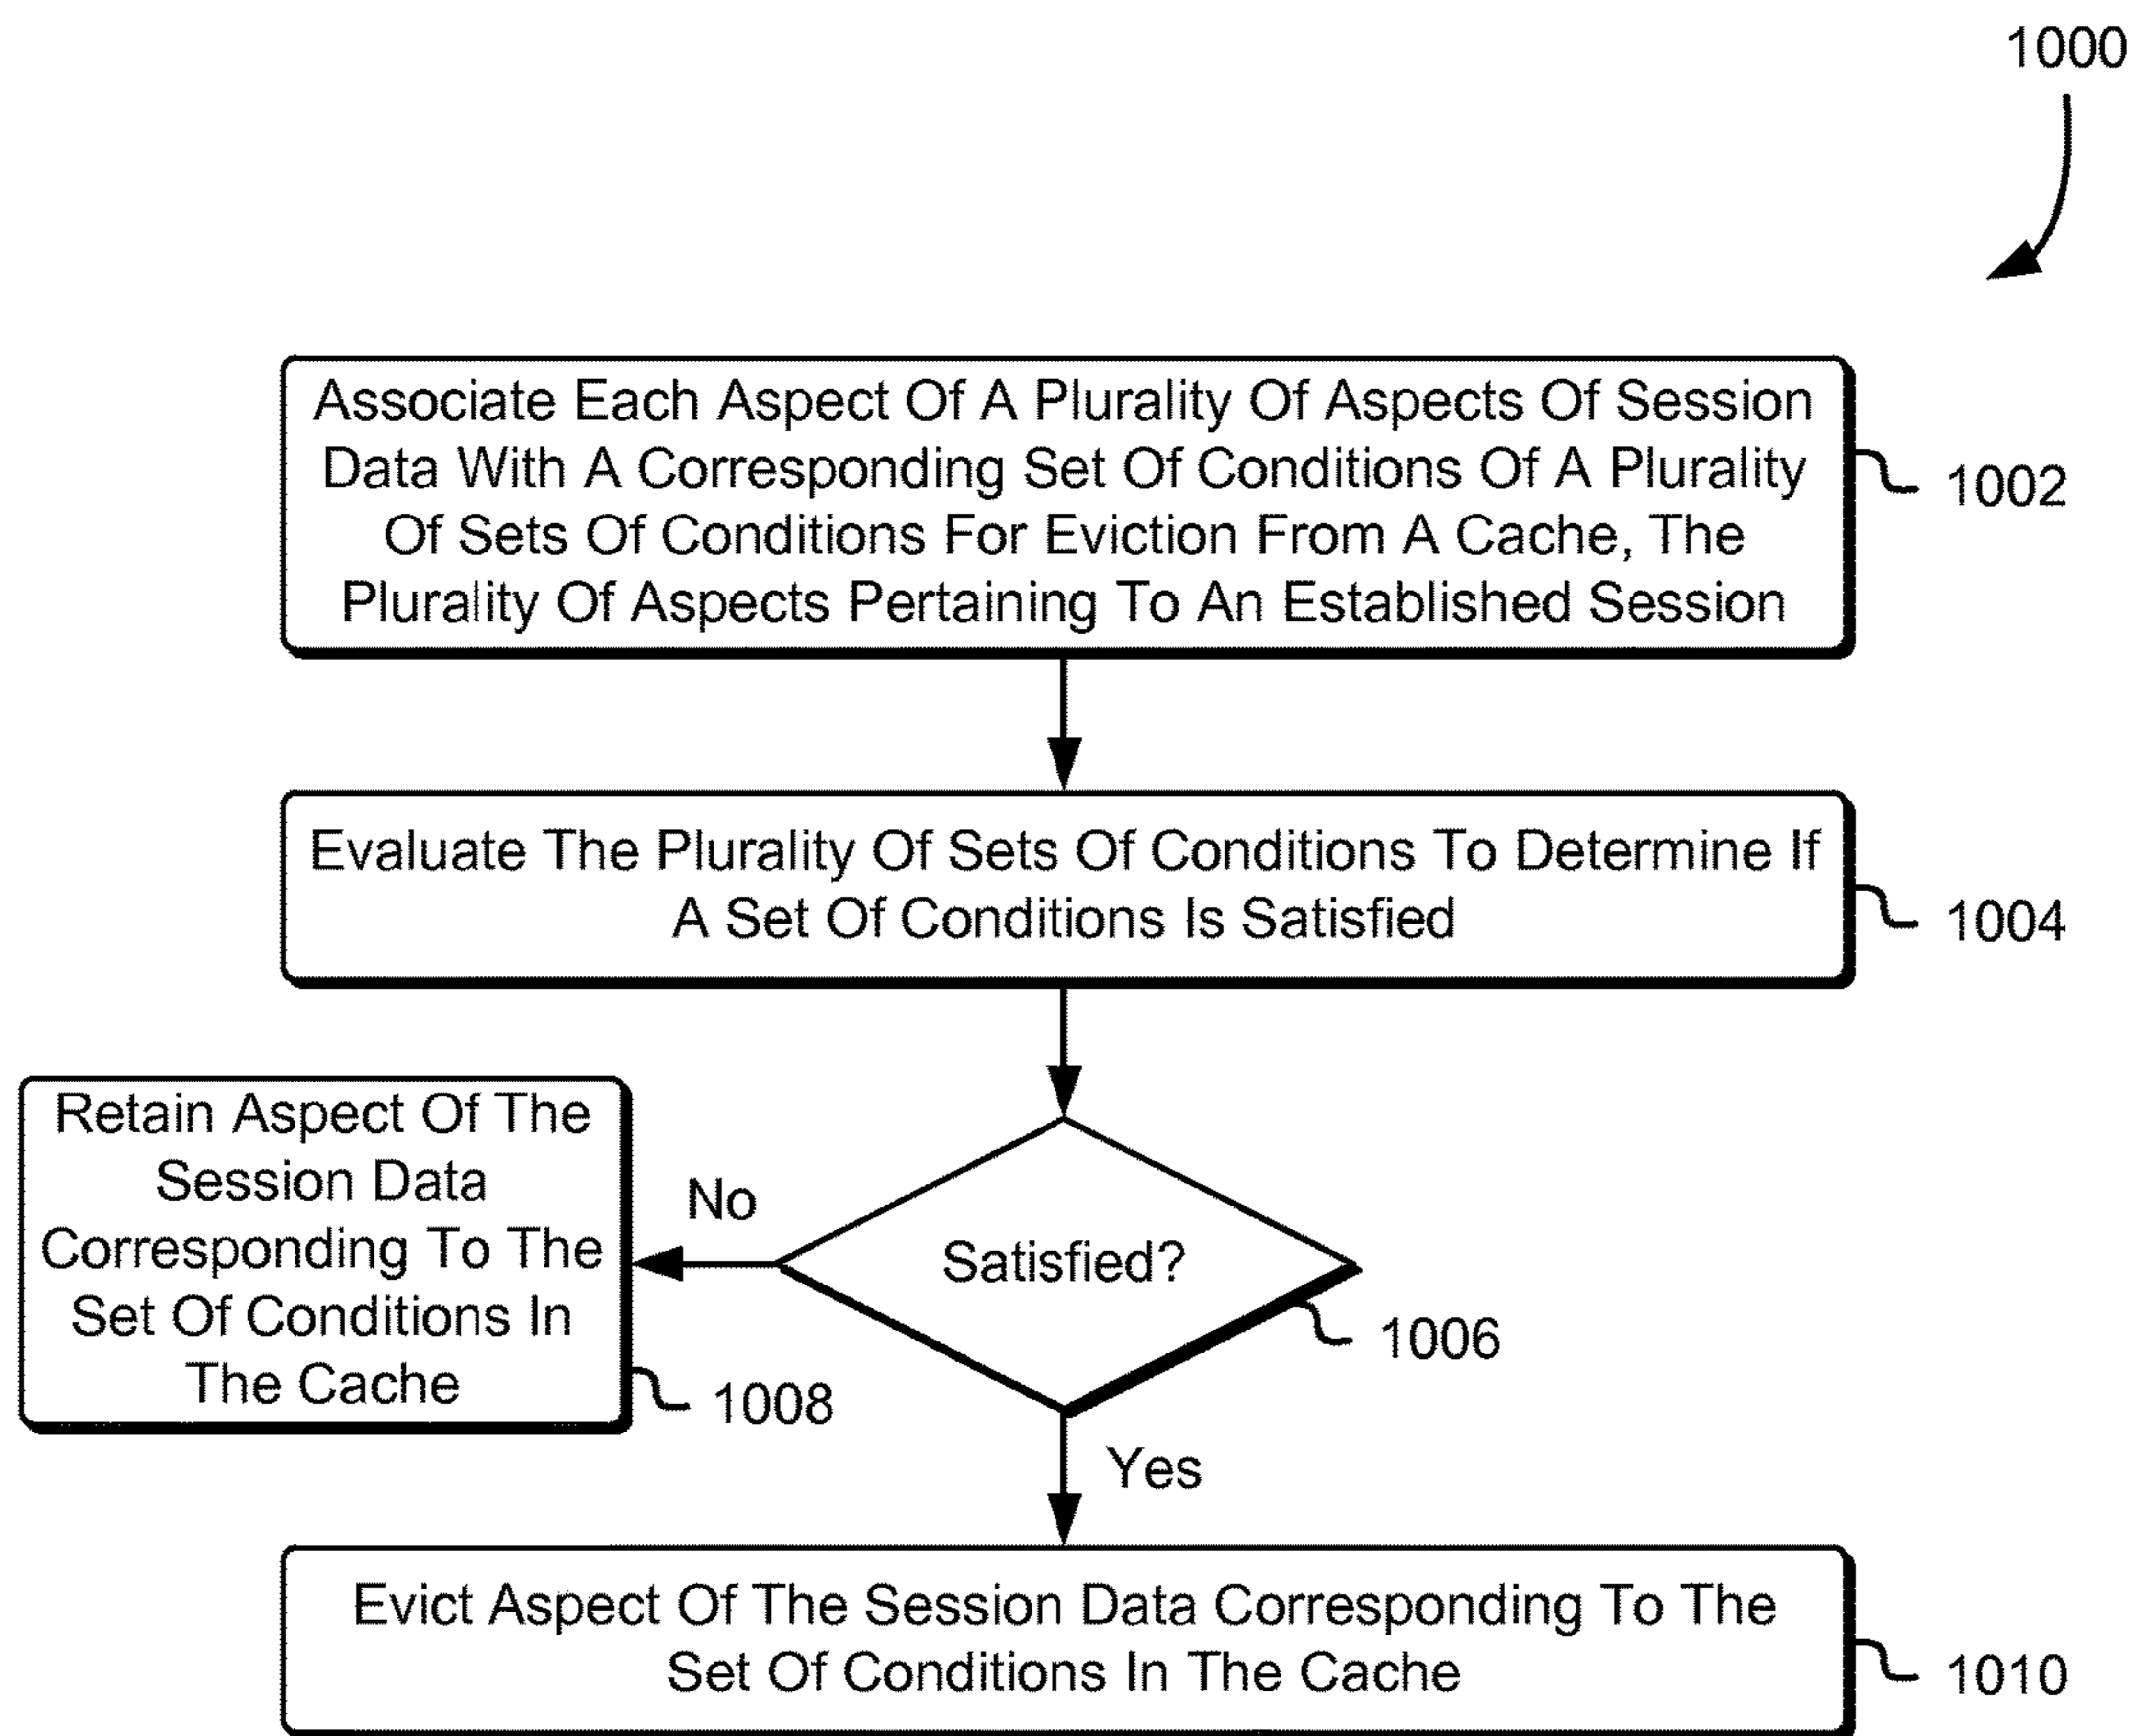 1000
Associate Each Aspect Of A Plurality Of Aspects Of Session
Data With A Corresponding Set Of Conditions Of A Plurality
Of Sets Of Conditions For Eviction From A Cache, The
Plurality Of Aspects Pertaining To An Established Session
1002
Evaluate The Plurality Of Sets Of Conditions To Determine If
A Set Of Conditions Is Satisfied
1004
Retain Aspect Of The
Session Data
Corresponding To The
Set Of Conditions In
The Cache
1008
No
Satisfied?
1006
Yes
Evict Aspect Of The Session Data Corresponding To The
Set Of Conditions In The Cache
1010